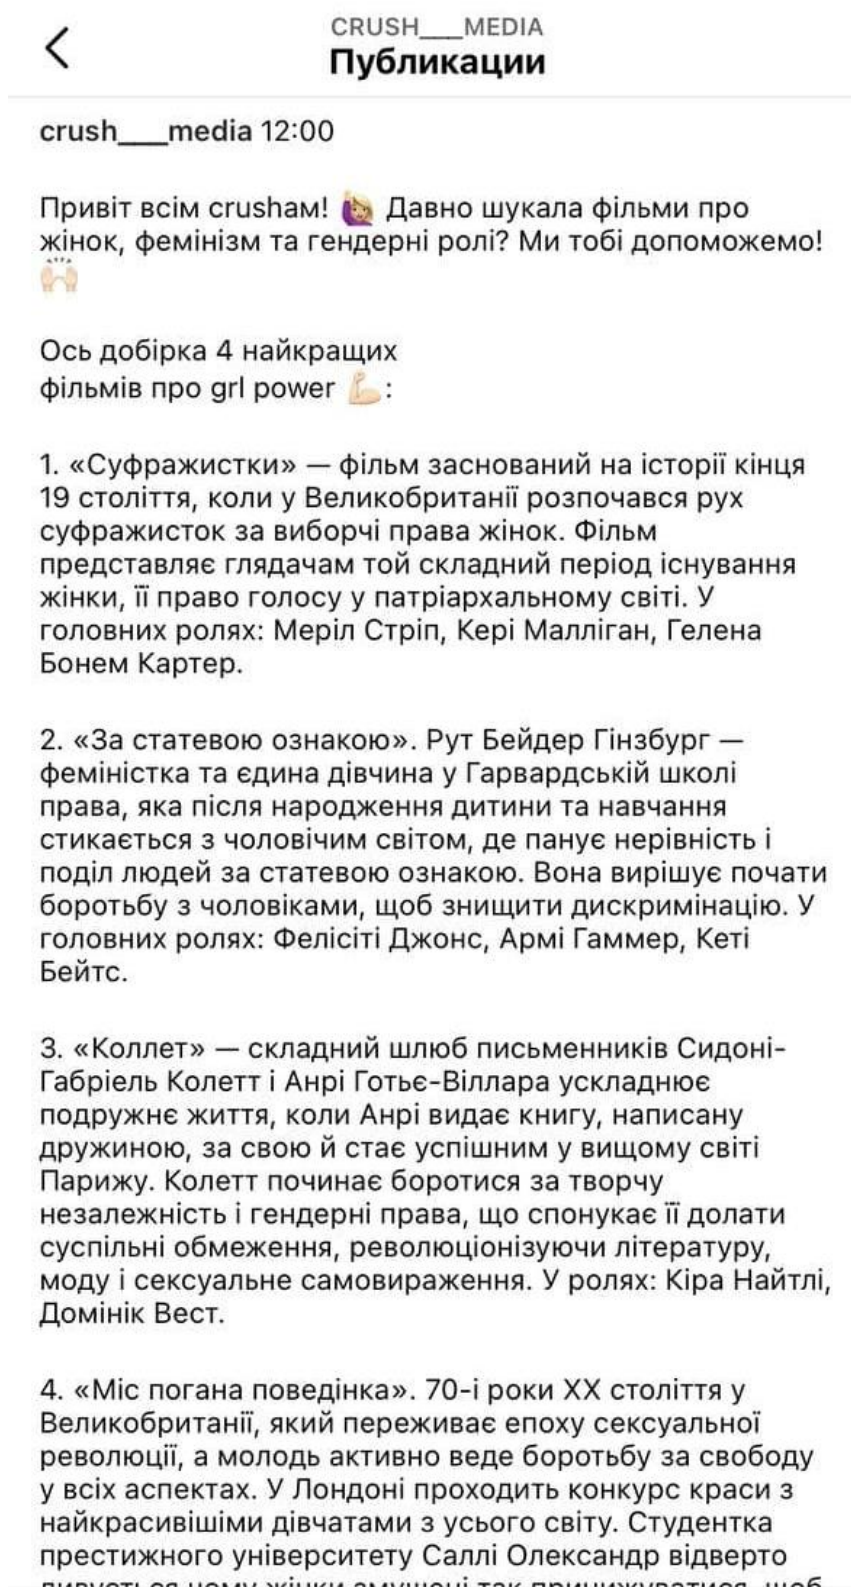 CRUSH___MEDIA
Публикации
crush___media 12:00
Привіт всім crushам! 🙋🏼‍♀️ Давно шукала фільми про
жінок, фемінізм та гендерні ролі? Ми тобі допоможемо!
🙌🏻
Ось добірка 4 найкращих
фільмів про grl power 💪🏻:
1. «Суфражистки» — фільм заснований на історії кінця
19 століття, коли у Великобританії розпочався рух
суфражисток за виборчі права жінок. Фільм
представляє глядачам той складний період існування
жінки, її право голосу у патріархальному світі. У
головних ролях: Меріл Стріп, Кері Малліган, Гелена
Бонем Картер.
2. «За статевою ознакою». Рут Бейдер Гінзбург —
феміністка та єдина дівчина у Гарвардській школі
права, яка після народження дитини та навчання
стикається з чоловічим світом, де панує нерівність і
поділ людей за статевою ознакою. Вона вирішує почати
боротьбу з чоловіками, щоб знищити дискримінацію. У
головних ролях: Фелісіті Джонс, Армі Гаммер, Кеті
Бейтс.
3. «Коллет» — складний шлюб письменників Сидоні-
Габріель Колетт і Анрі Готьє-Віллара ускладнює
подружнє життя, коли Анрі видає книгу, написану
дружиною, за свою й стає успішним у вищому світі
Парижу. Колетт починає боротися за творчу
незалежність і гендерні права, що спонукає її долати
суспільні обмеження, революціонізуючи літературу,
моду і сексуальне самовираження. У ролях: Кіра Найтлі,
Домінік Вест.
4. «Міс погана поведінка». 70-і роки XX століття у
Великобританії, який переживає епоху сексуальної
революції, а молодь активно веде боротьбу за свободу
у всіх аспектах. У Лондоні проходить конкурс краси з
найкрасивішіми дівчатами з усього світу. Студентка
престижного університету Саллі Олександр відверто